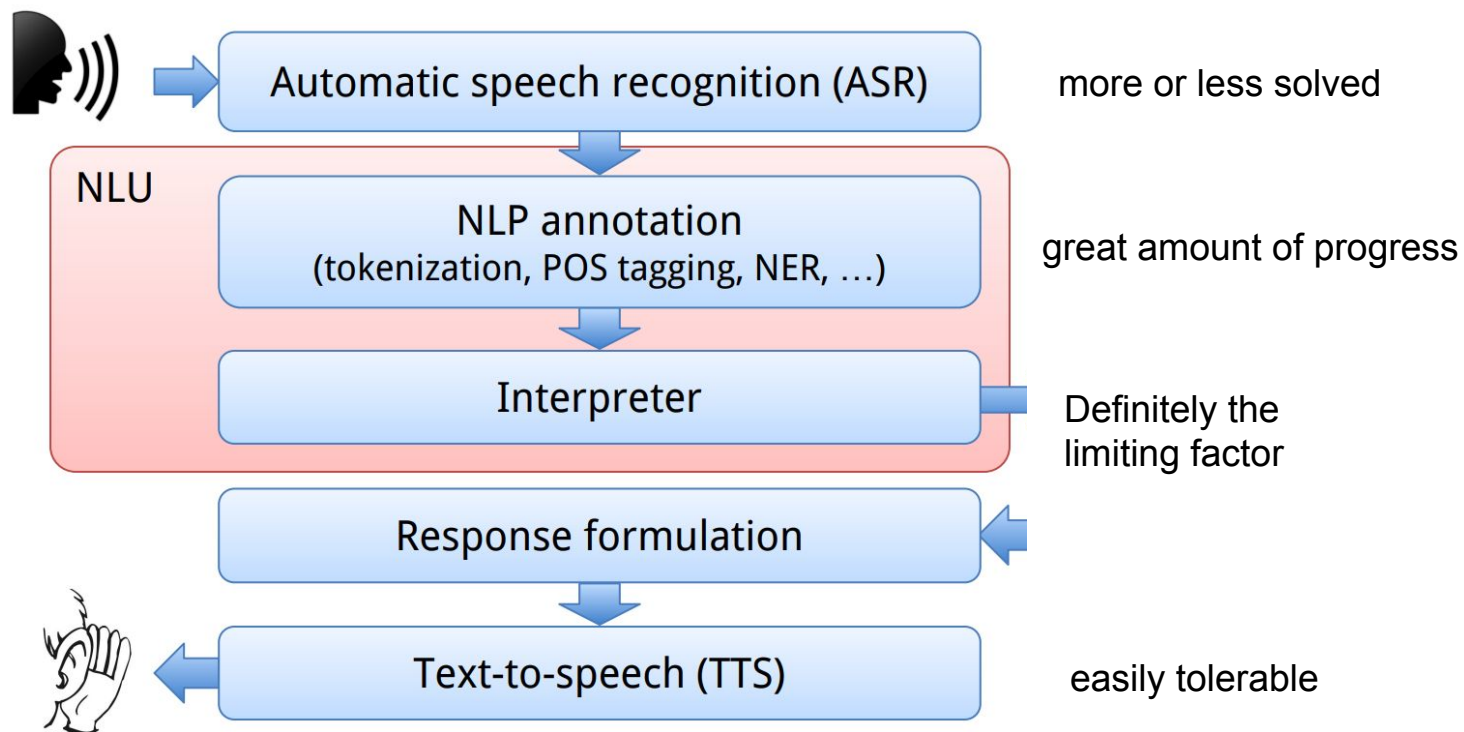 Automatic speech recognition (ASR)
more or less solved
NLU
NLP annotation
(tokenization, POS tagging, NER, …)
great amount of progress
Interpreter
Definitely the
limiting factor
Response formulation
Text-to-speech (TTS)
easily tolerable